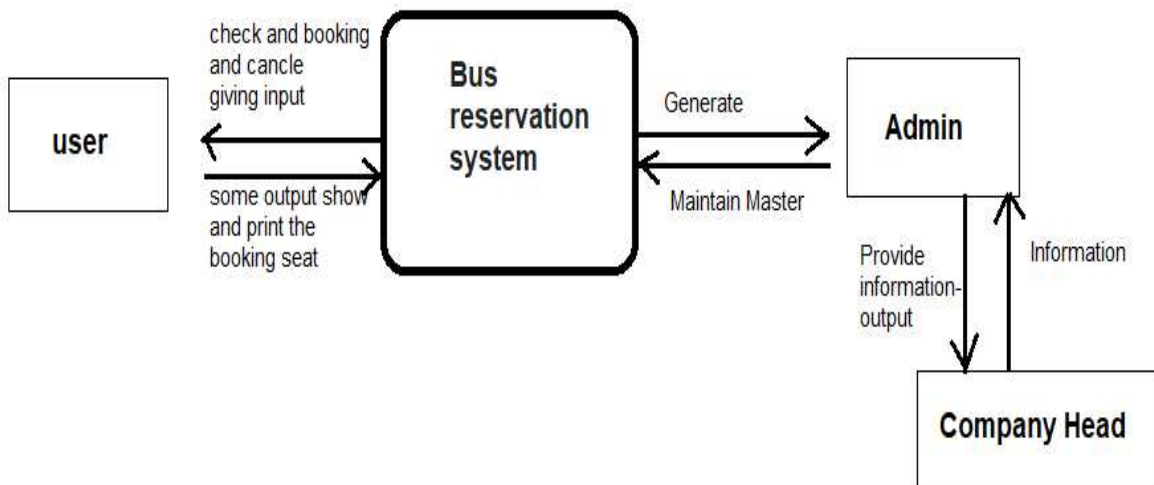 check and booking
and cancle
giving input
user
some output show
and print the
booking seat
Bus
reservation
system
Generate
Maintain Master
Admin
Provide
information-
output
Information
Company Head